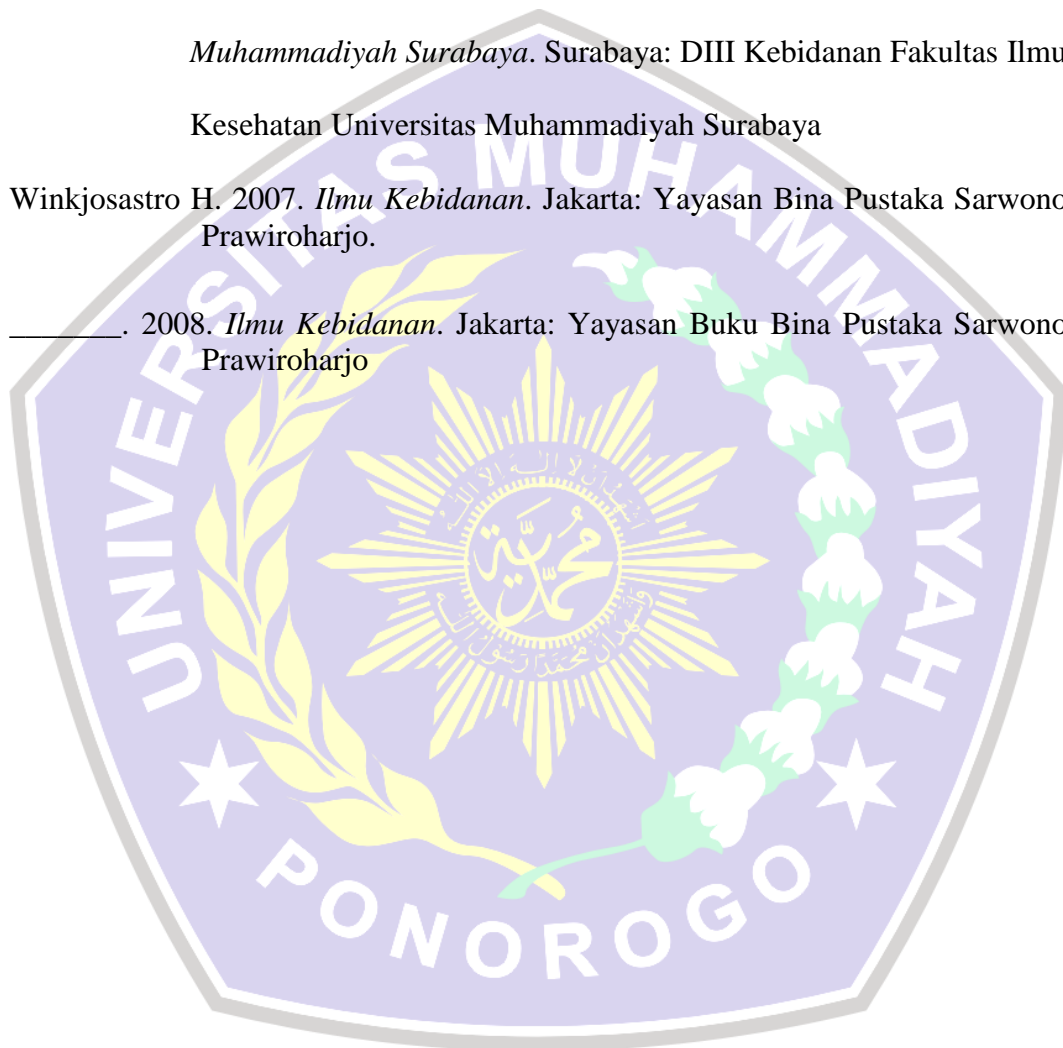 Muhammadiyah Surabaya. Surabaya: DIII Kebidanan Fakultas Ilmu
Kesehatan Universitas Muhammadiyah Surabaya
Winkjosastro H. 2007. Ilmu Kebidanan. Jakarta: Yayasan Bina Pustaka Sarwono
Prawiroharjo.
_______. 2008. Ilmu Kebidanan. Jakarta: Yayasan Buku Bina Pustaka Sarwono
Prawiroharjo
UNIVERSITAS MUHAMMADIYAH
محمدية
PONOROGO